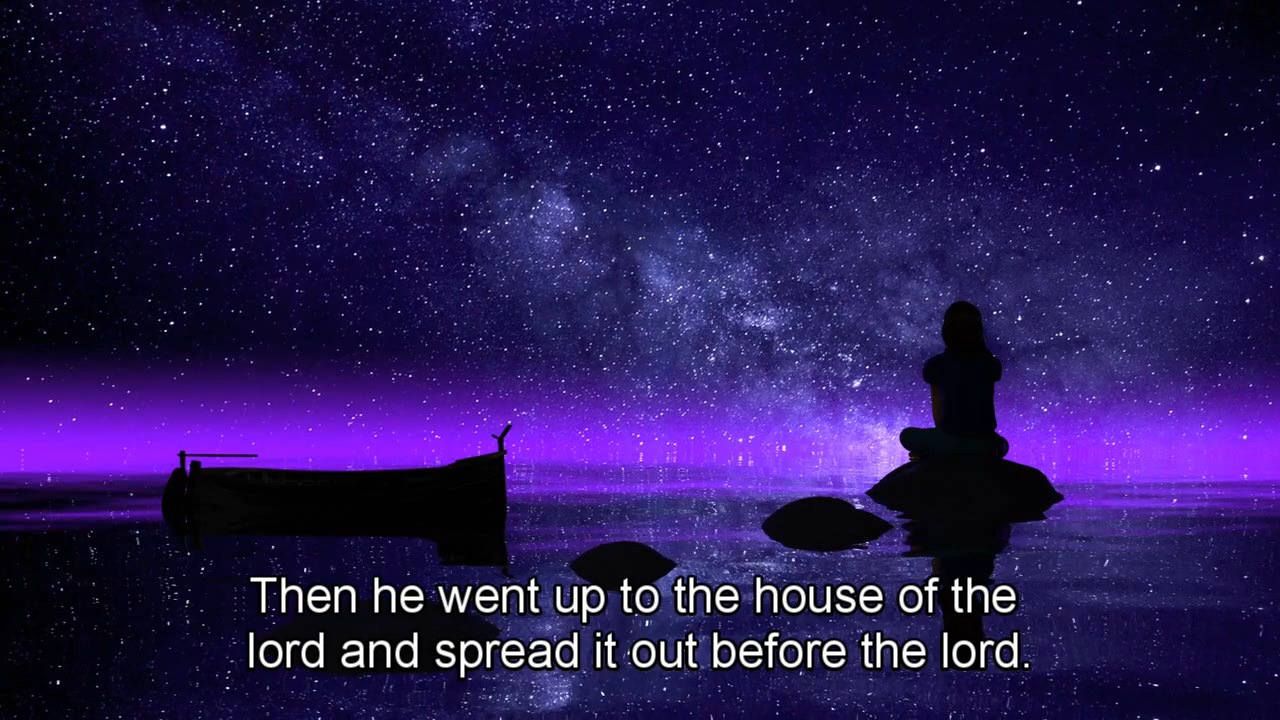 Then he went up to the house of the
lord and spread it out before the lord.